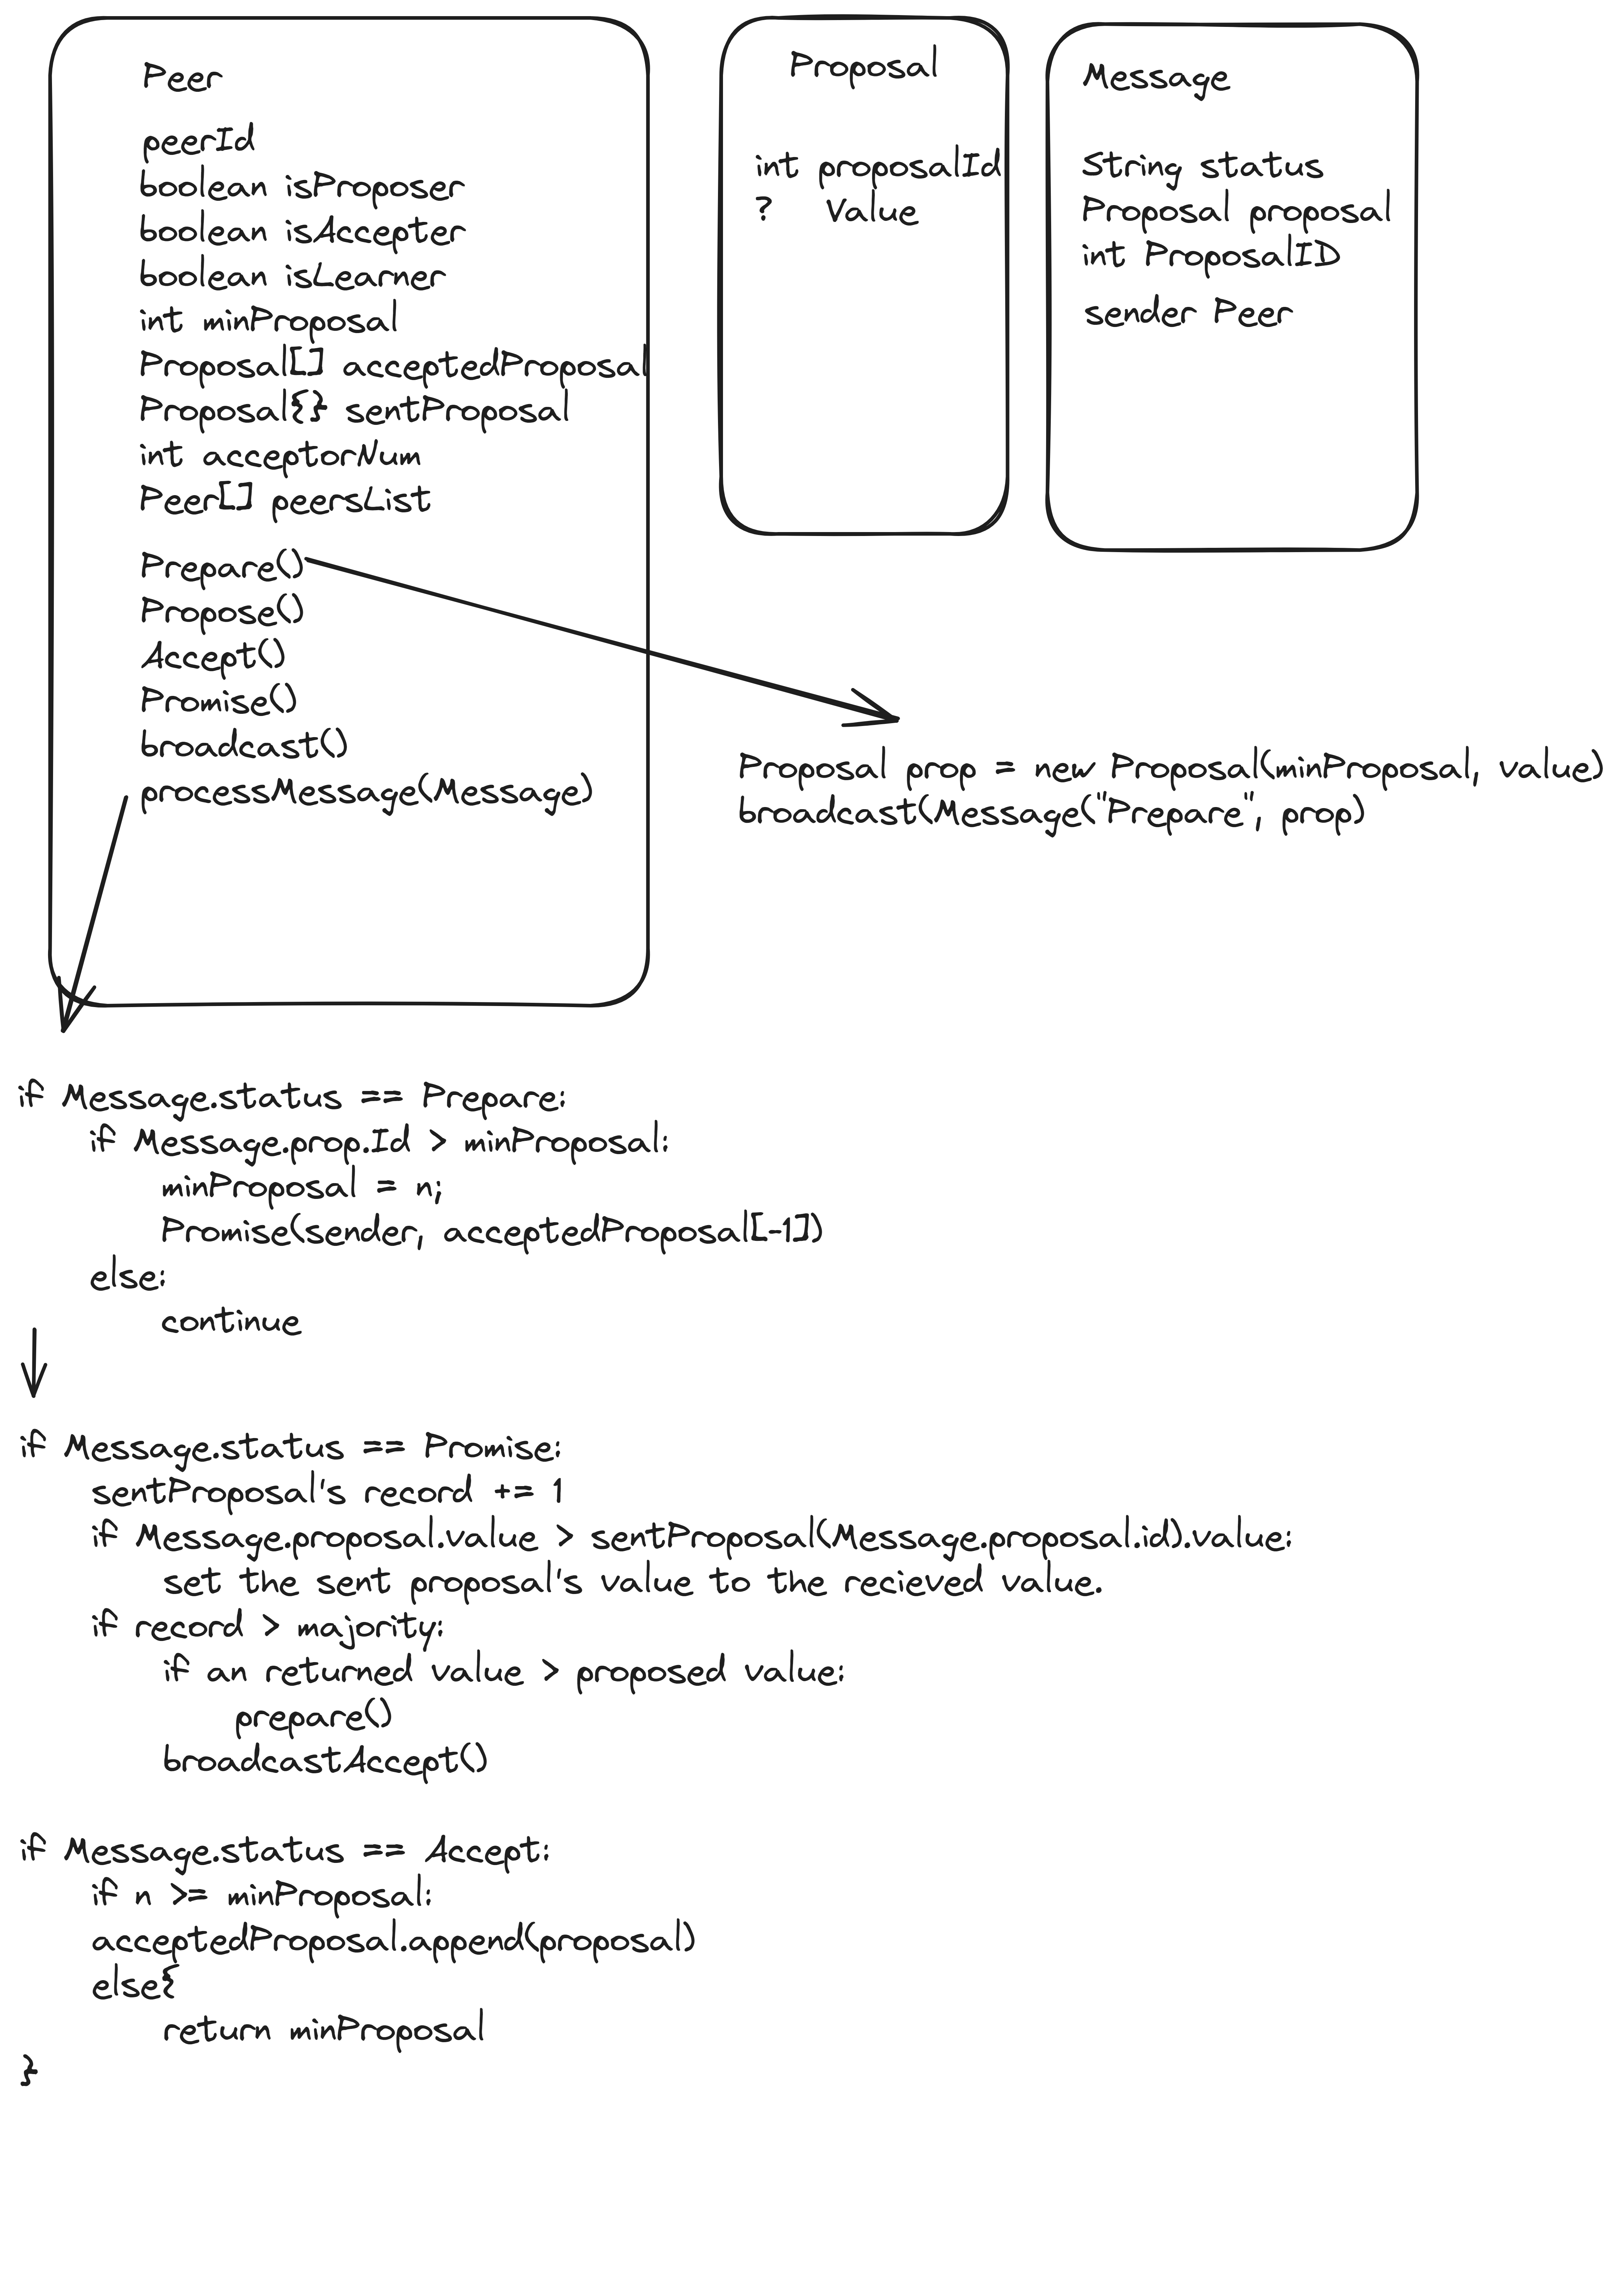 Peer
peerId
boolean isProposer
boolean isAccepter
boolean isLearner
int minProposal
Proposal[] acceptedProposal
Proposal{} sentProposal
int acceptorNum
Peer[] peersList
Prepare()
Propose()
Accept()
Promise()
broadcast()
processMessage(Message)
Proposal
int proposalId
? Value
Message
String status
Proposal proposal
int ProposalID
sender Peer
Proposal prop = new Proposal(minProposal, value)
broadcast(Message("Prepare", prop)
if Message.status == Prepare:
if Message.prop.Id > minProposal:
minProposal = n;
Promise(sender, acceptedProposal[-1])
else:
continue
if Message.status == Promise:
sentProposal's record += 1
if Message.proposal.value > sentProposal(Message.proposal.id).value:
set the sent proposal's value to the recieved value.
if record > majority:
if an returned value > proposed value:
prepare()
broadcastAccept()
if Message.status == Accept:
if n >= minProposal:
acceptedProposal.append(proposal)
else{
return minProposal
}